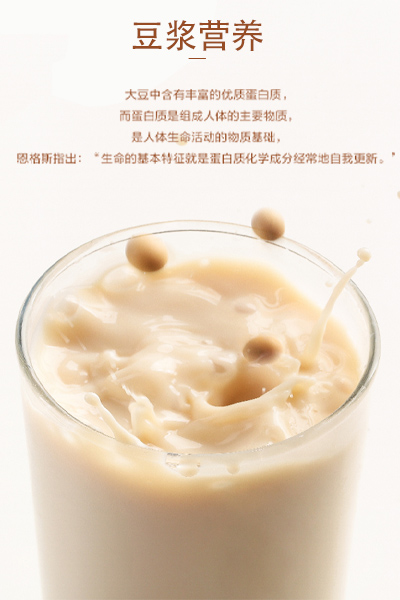 豆浆营养
大豆中含有丰富的优质蛋白质，
而蛋白质是组成人体的主要物质，
是人体生命活动的物质基础，
恩格斯指出：“生命的基本特征就是蛋白质化学成分经常地自我更新。”